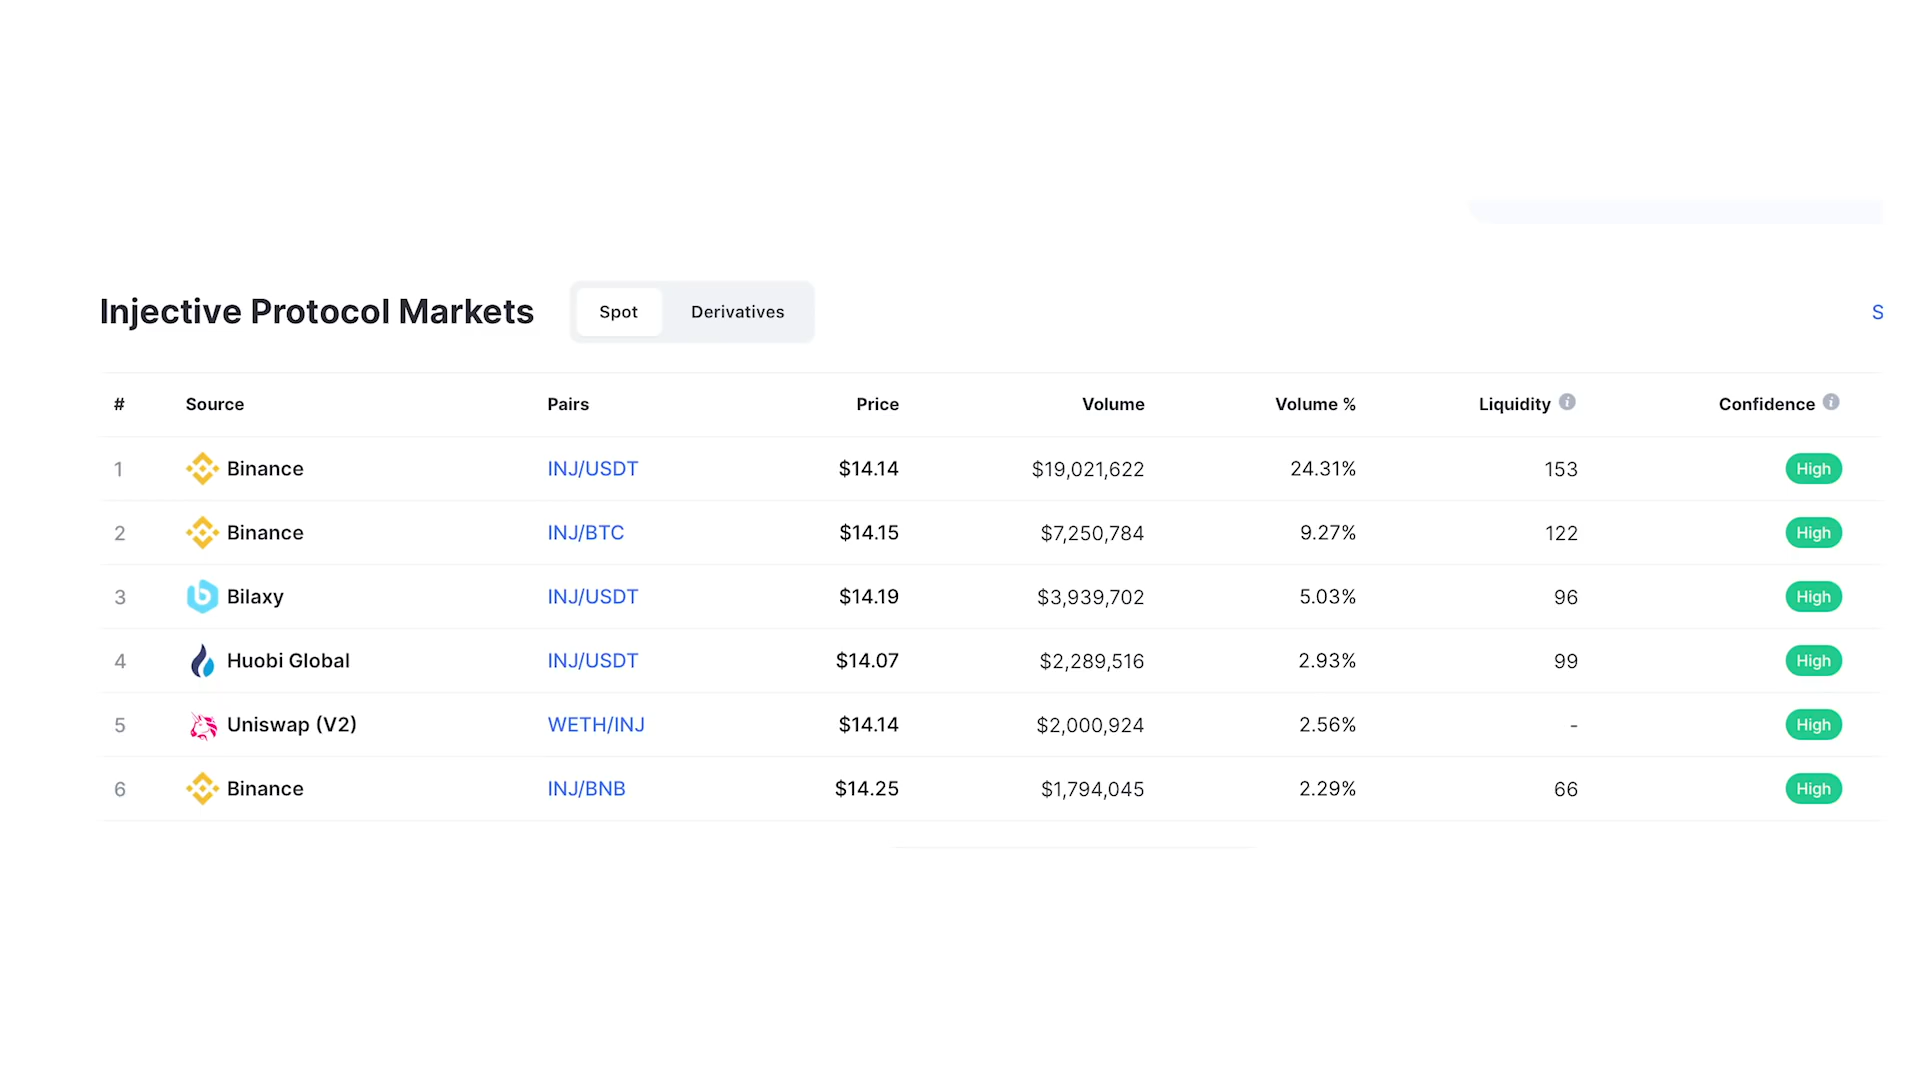 Injective Protocol Markets Spot Derivatives S
# Source Pairs Price Volume Volume % Liquidity Confidence
1 Binance INJ/USDT $14.14 $19,021,622 24.31% 153 High
2 Binance INJ/BTC $14.15 $7,250,784 9.27% 122 High
3 Bilaxy INJ/USDT $14.19 $3,939,702 5.03% 96 High
4 Huobi Global INJ/USDT $14.07 $2,289,516 2.93% 99 High
5 Uniswap (V2) WETH/INJ $14.14 $2,000,924 2.56% - High
6 Binance INJ/BNB $14.25 $1,794,045 2.29% 66 High